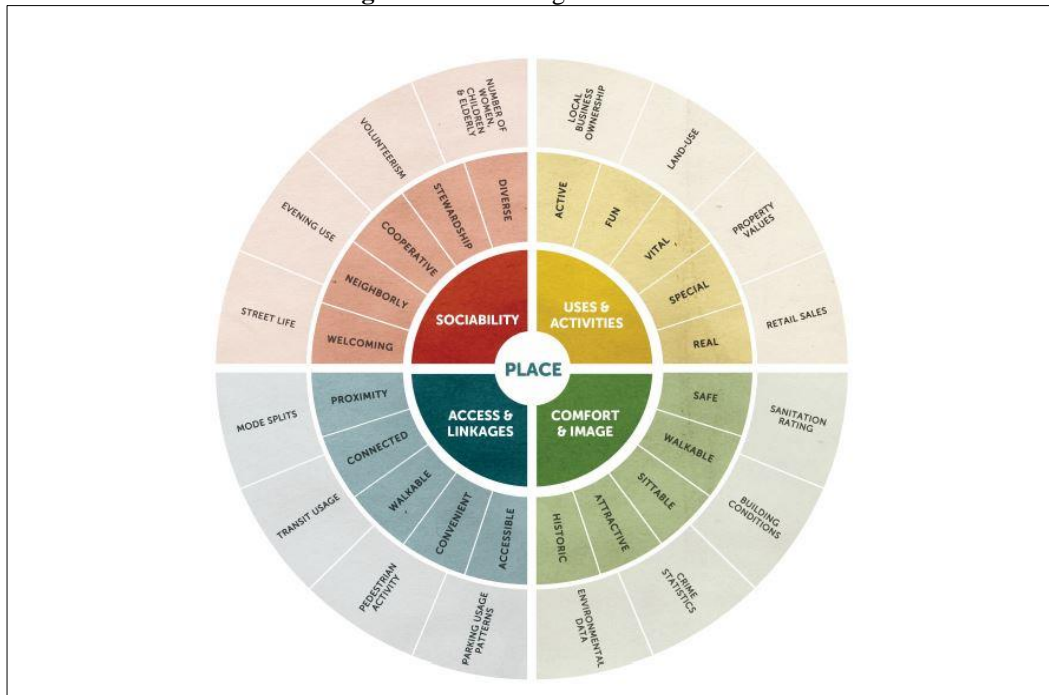 NUMBER OF
WOMEN,
CHILDREN
& ELDERLY
VOLUNTEERISM
EVENING USE
STREET LIFE
DIVERSE
STEWARDSHIP
COOPERATIVE
NEIGHBORLY
WELCOMING
SOCIABILITY
LOCAL
BUSINESS
OWNERSHIP
LAND-USE
PROPERTY
VALUES
RETAIL SALES
ACTIVE
FUN
VITAL
SPECIAL
REAL
USES &
ACTIVITIES
PLACE
ACCESS &
LINKAGES
PROXIMITY
CONNECTED
WALKABLE
CONVENIENT
ACCESSIBLE
MODE SPLITS
TRANSIT USAGE
PEDESTRIAN
ACTIVITY
PARKING USAGE
PATTERNS
COMFORT
& IMAGE
SAFE
WALKABLE
SITTABLE
ATTRACTIVE
HISTORIC
SANITATION
RATING
BUILDING
CONDITIONS
CRIME
STATISTICS
ENVIRONMENTAL
DATA